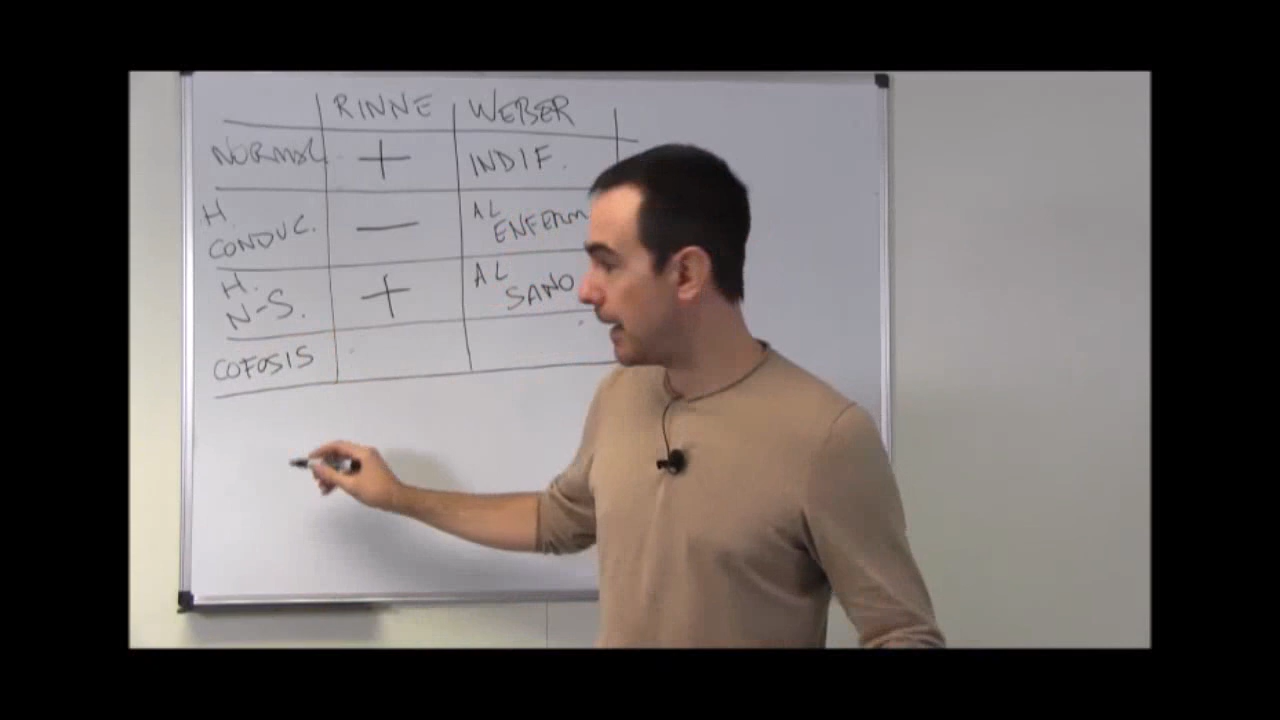 RINNE WEBER
NORMAL + INDIF.
H
CONDUC. − AL
ENFERM
H.
N-S. + AL
SANO
COFOSIS